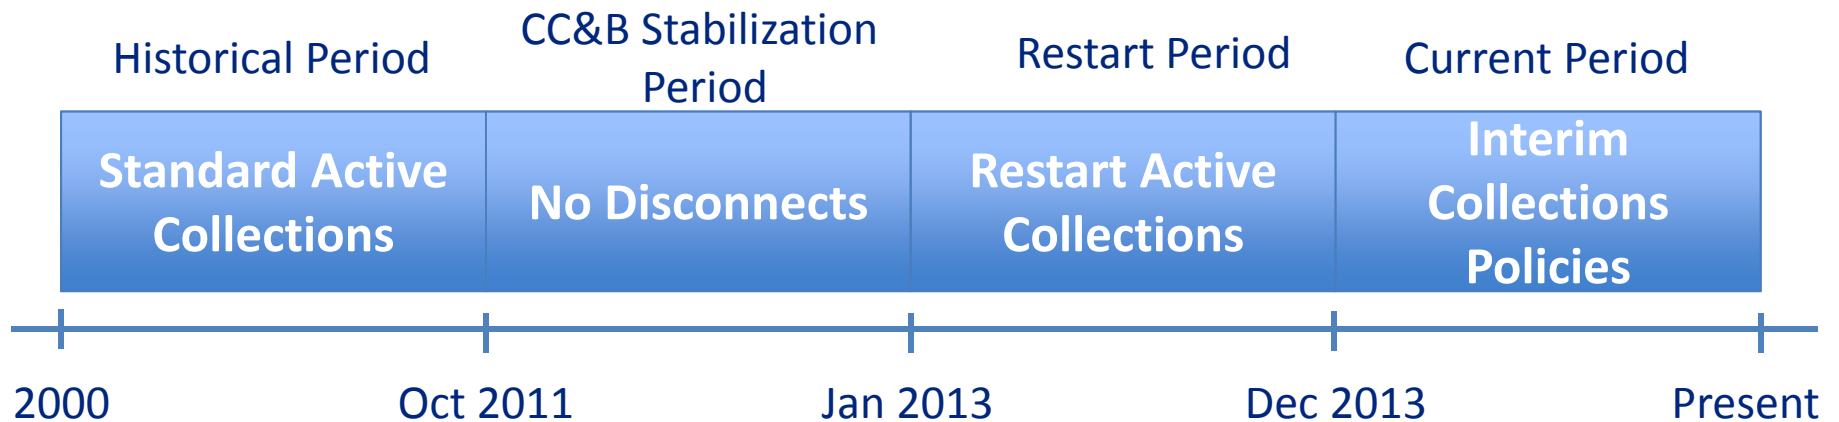 Historical Period
CC&B Stabilization
Period
Restart Period
Current Period
Standard Active
Collections
No Disconnects
Restart Active
Collections
Interim
Collections
Policies
2000
Oct 2011
Jan 2013
Dec 2013
Present